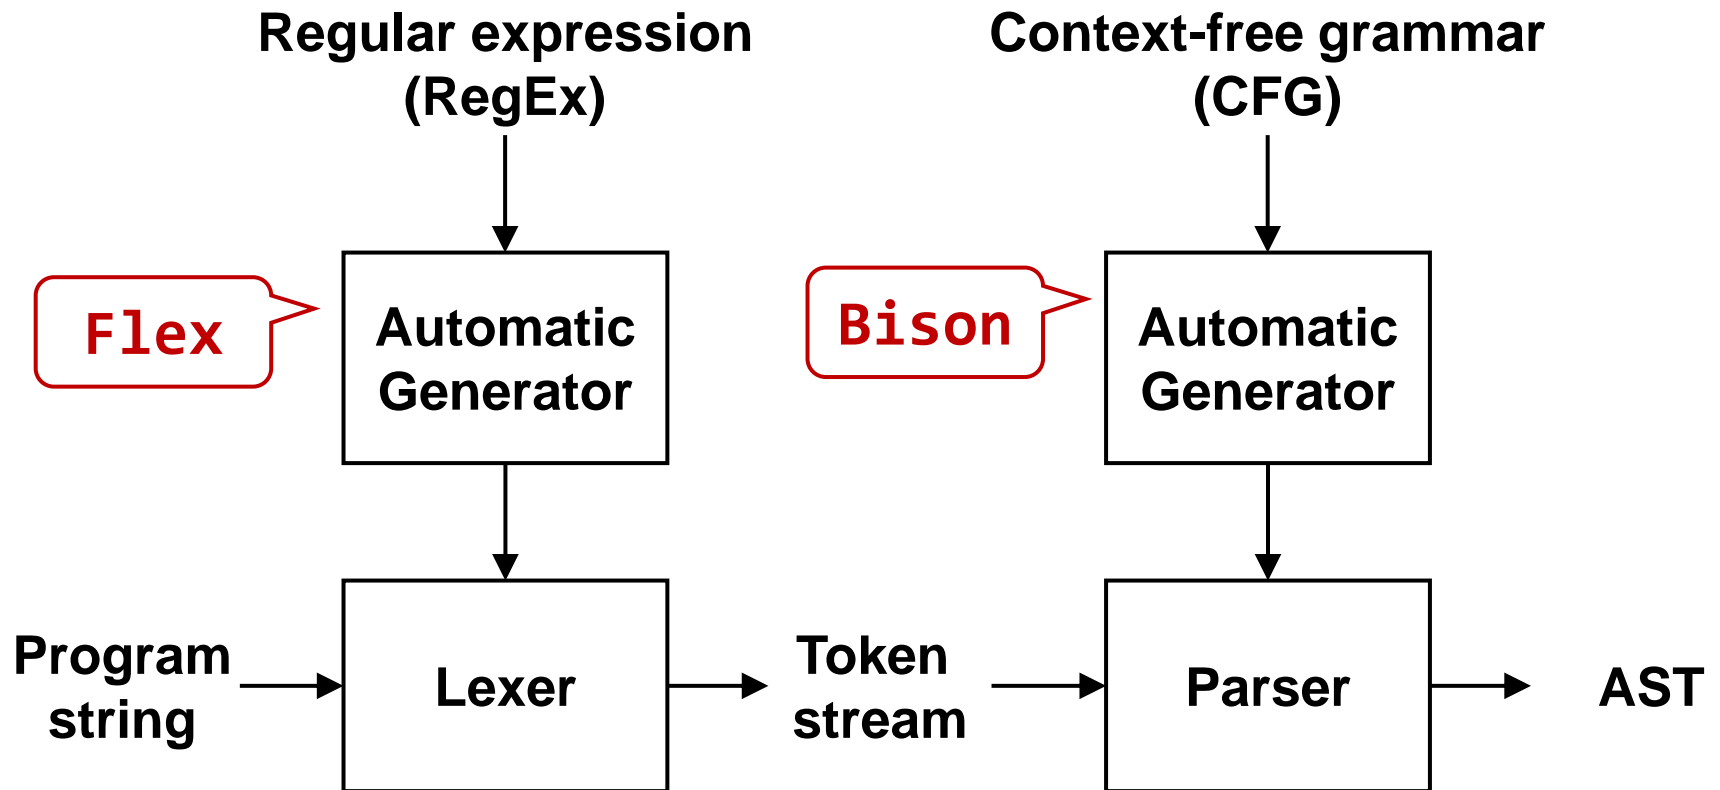 Regular expression
(RegEx)
Context-free grammar
(CFG)
Flex
Automatic
Generator
Bison
Automatic
Generator
Program
string
Lexer
Token
stream
Parser
AST